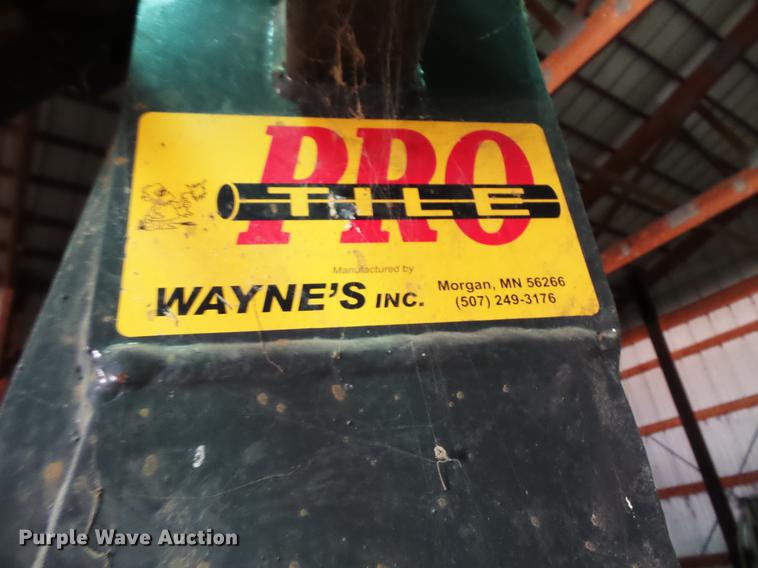 PRO
TILE
Manufactured by
WAYNE'S INC.
Morgan, MN 56266
(507) 249-3176
Purple Wave Auction